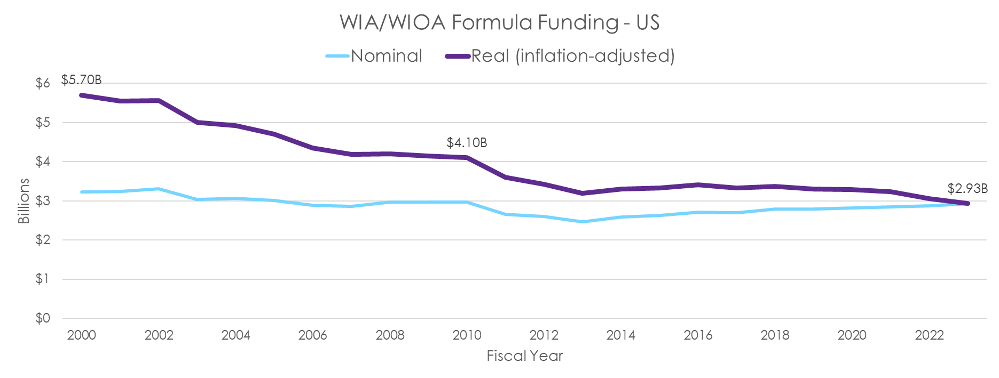 WIA/WIOA Formula Funding - US
Nominal Real (inflation-adjusted)
$6
$5
$4
$3
$2
$1
$0
Billions
$5.70B
$4.10B
$2.93B
2000 2002 2004 2006 2008 2010 2012 2014 2016 2018 2020 2022
Fiscal Year